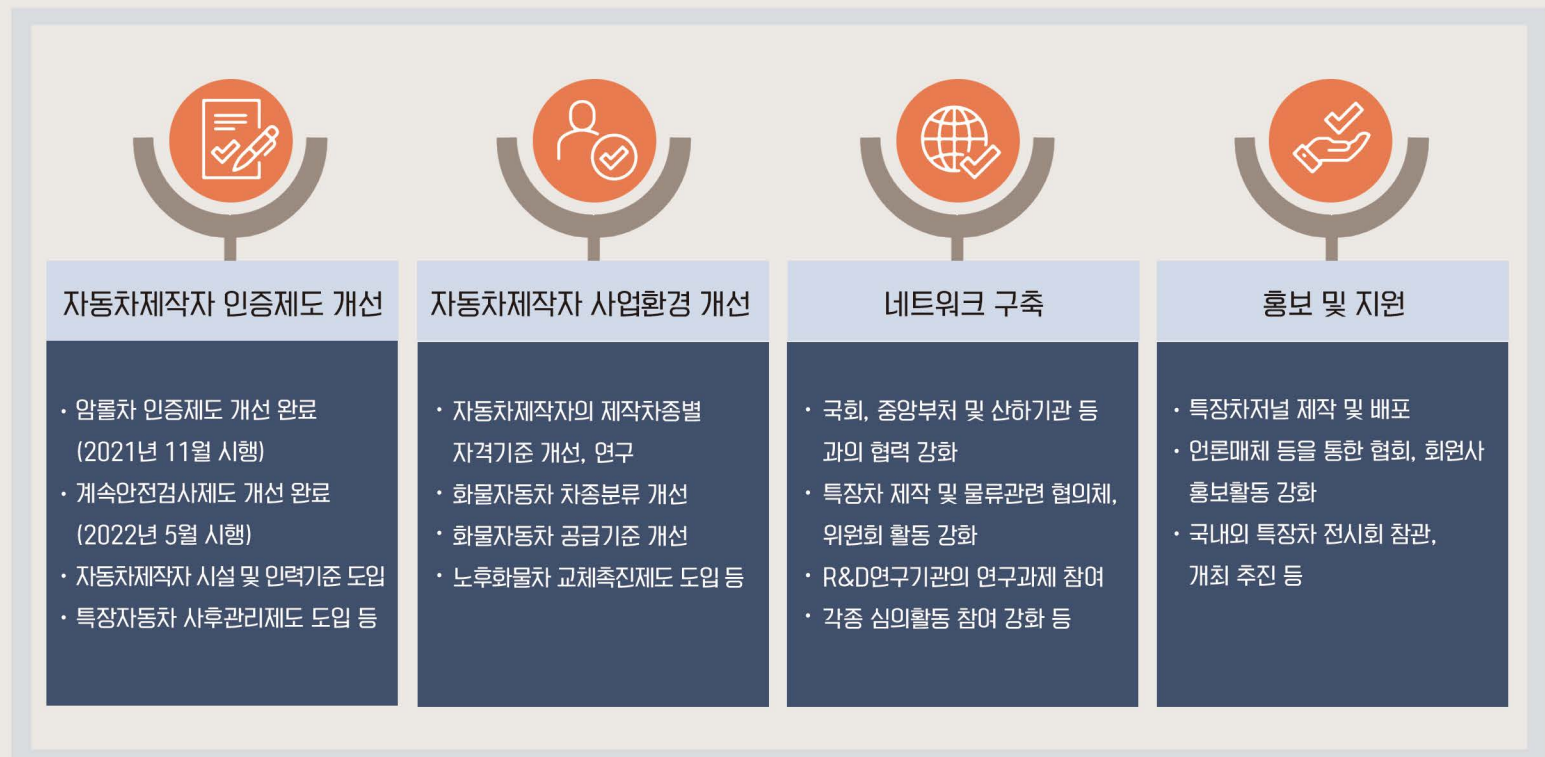 자동차제작자 인증제도 개선
· 암롤차 인증제도 개선 완료
(2021년 11월 시행)
· 계속안전검사제도 개선 완료
(2022년 5월 시행)
· 자동차제작자 시설 및 인력기준 도입
· 특장자동차 사후관리제도 도입 등
자동차제작자 사업환경 개선
· 자동차제작자의 제작차종별
자격기준 개선, 연구
· 화물자동차 차종분류 개선
· 화물자동차 공급기준 개선
· 노후화물차 교체촉진제도 도입 등
네트워크 구축
· 국회, 중앙부처 및 산하기관 등
과의 협력 강화
· 특장차 제작 및 물류관련 협의체,
위원회 활동 강화
· R&D연구기관의 연구과제 참여
· 각종 심의활동 참여 강화 등
홍보 및 지원
· 특장차저널 제작 및 배포
· 언론매체 등을 통한 협회, 회원사
홍보활동 강화
· 국내외 특장차 전시회 참관,
개최 추진 등